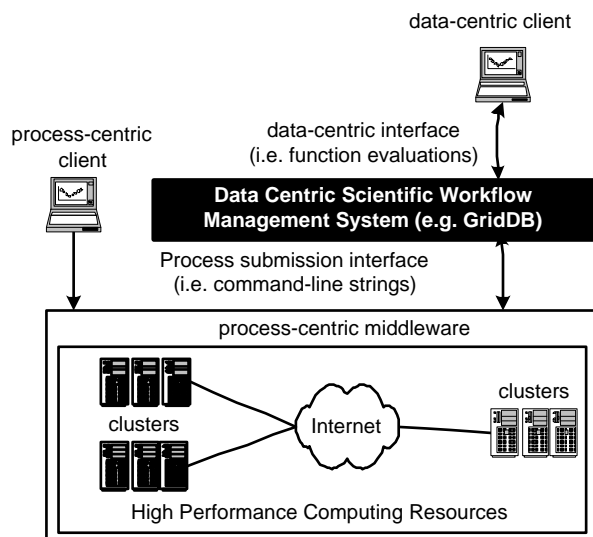 data-centric client
process-centric
client
data-centric interface
(i.e. function evaluations)
Data Centric Scientific Workflow
Management System (e.g. GridDB)
Process submission interface
(i.e. command-line strings)
process-centric middleware
clusters
Internet
clusters
High Performance Computing Resources